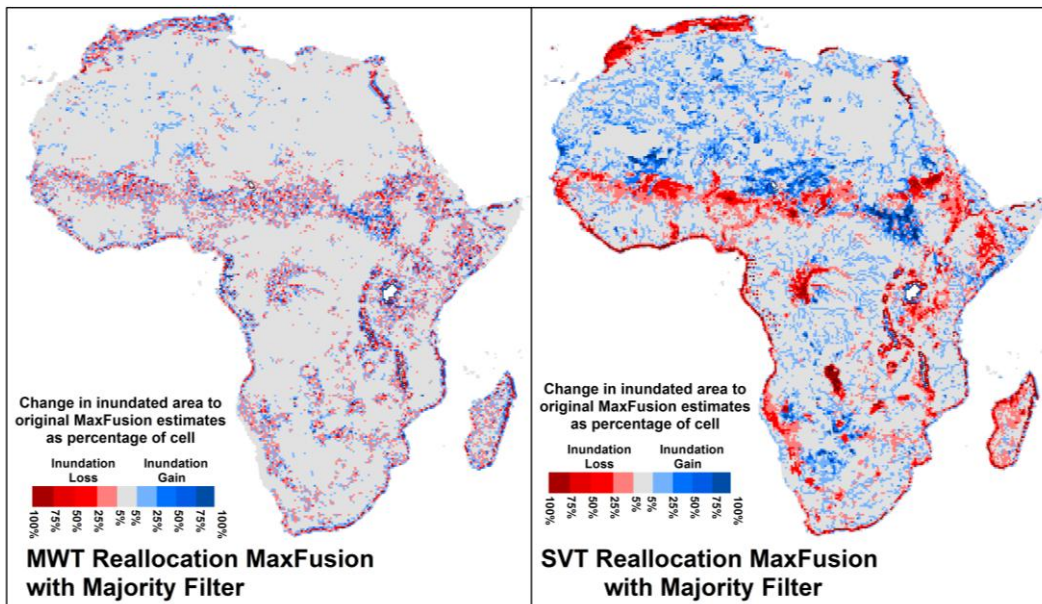 Change in inundated area to
original MaxFusion estimates
as percentage of cell
Inundation Inundation
Loss Gain
100% 75% 50% 25% 5% 5% 25% 50% 75% 100%
MWT Reallocation MaxFusion
with Majority Filter
Change in inundated area to
original MaxFusion estimates
as percentage of cell
Inundation Inundation
Loss Gain
100% 75% 50% 25% 5% 5% 25% 50% 75% 100%
SVT Reallocation MaxFusion
with Majority Filter